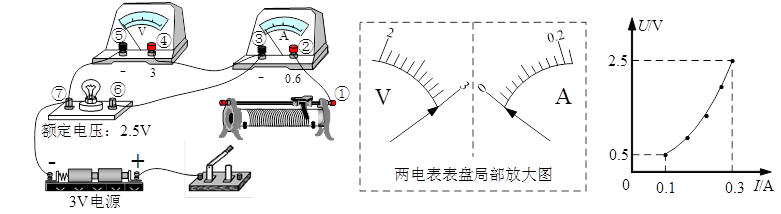 ⑤ V ④
- 3
③ A ②
- 0.6
⑦ ⑥ ①
额定电压：2.5V
- +
3V电源
2 3
V
0 0.2
A
两电表表盘局部放大图
U/V
2.5
0.5
0 0.1 0.3 I/A